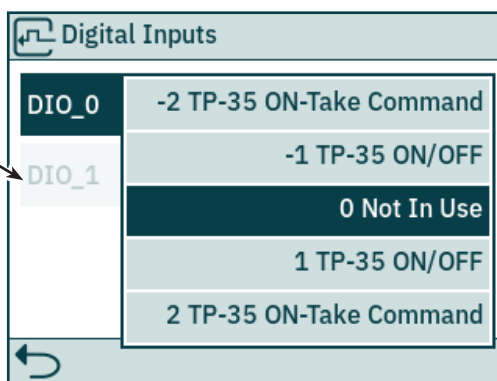 Digital Inputs
DIO_0
DIO_1
-2 TP-35 ON-Take Command
-1 TP-35 ON/OFF
0 Not In Use
1 TP-35 ON/OFF
2 TP-35 ON-Take Command